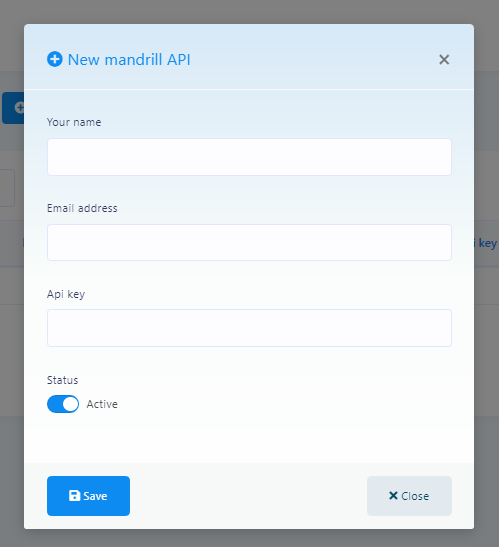 New mandrill API
Your name
Email address
Api key
key
Status
Active
Save
Close